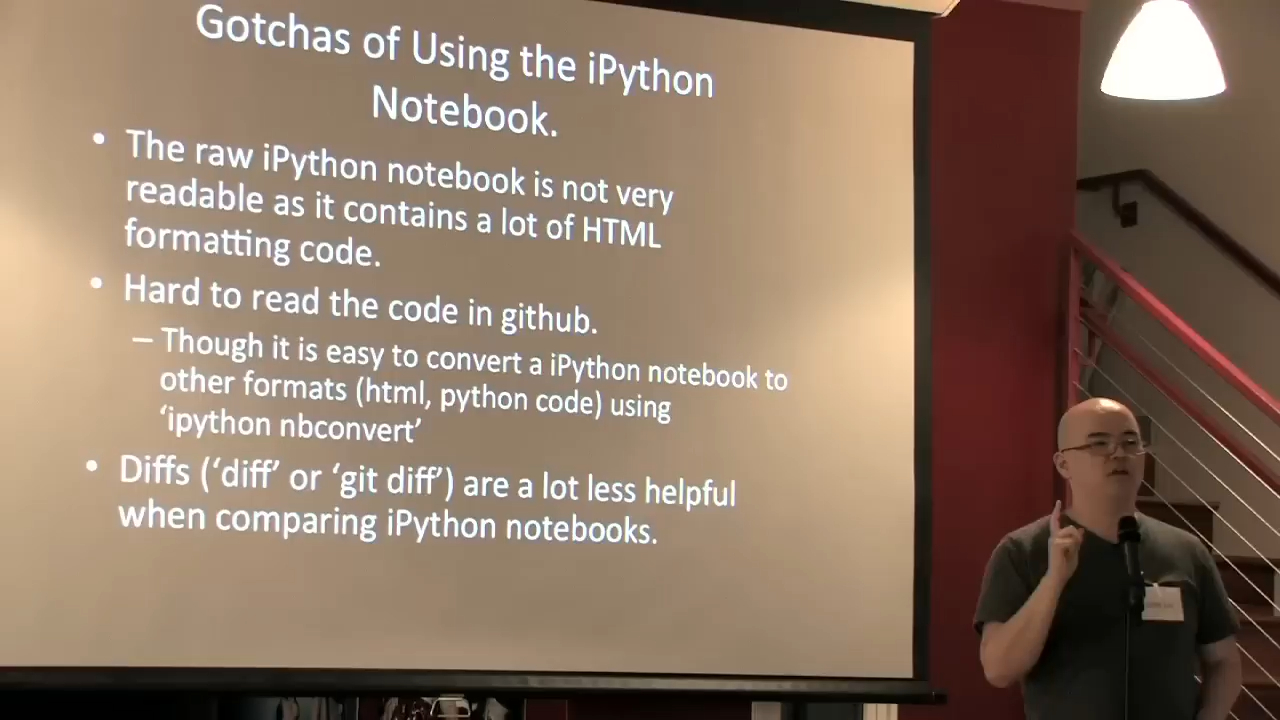 Gotchas of Using the iPython
Notebook.
• The raw iPython notebook is not very
readable as it contains a lot of HTML
formatting code.
• Hard to read the code in github.
– Though it is easy to convert a iPython notebook to
other formats (html, python code) using
‘ipython nbconvert’
• Diffs (‘diff’ or ‘git diff’) are a lot less helpful
when comparing iPython notebooks.